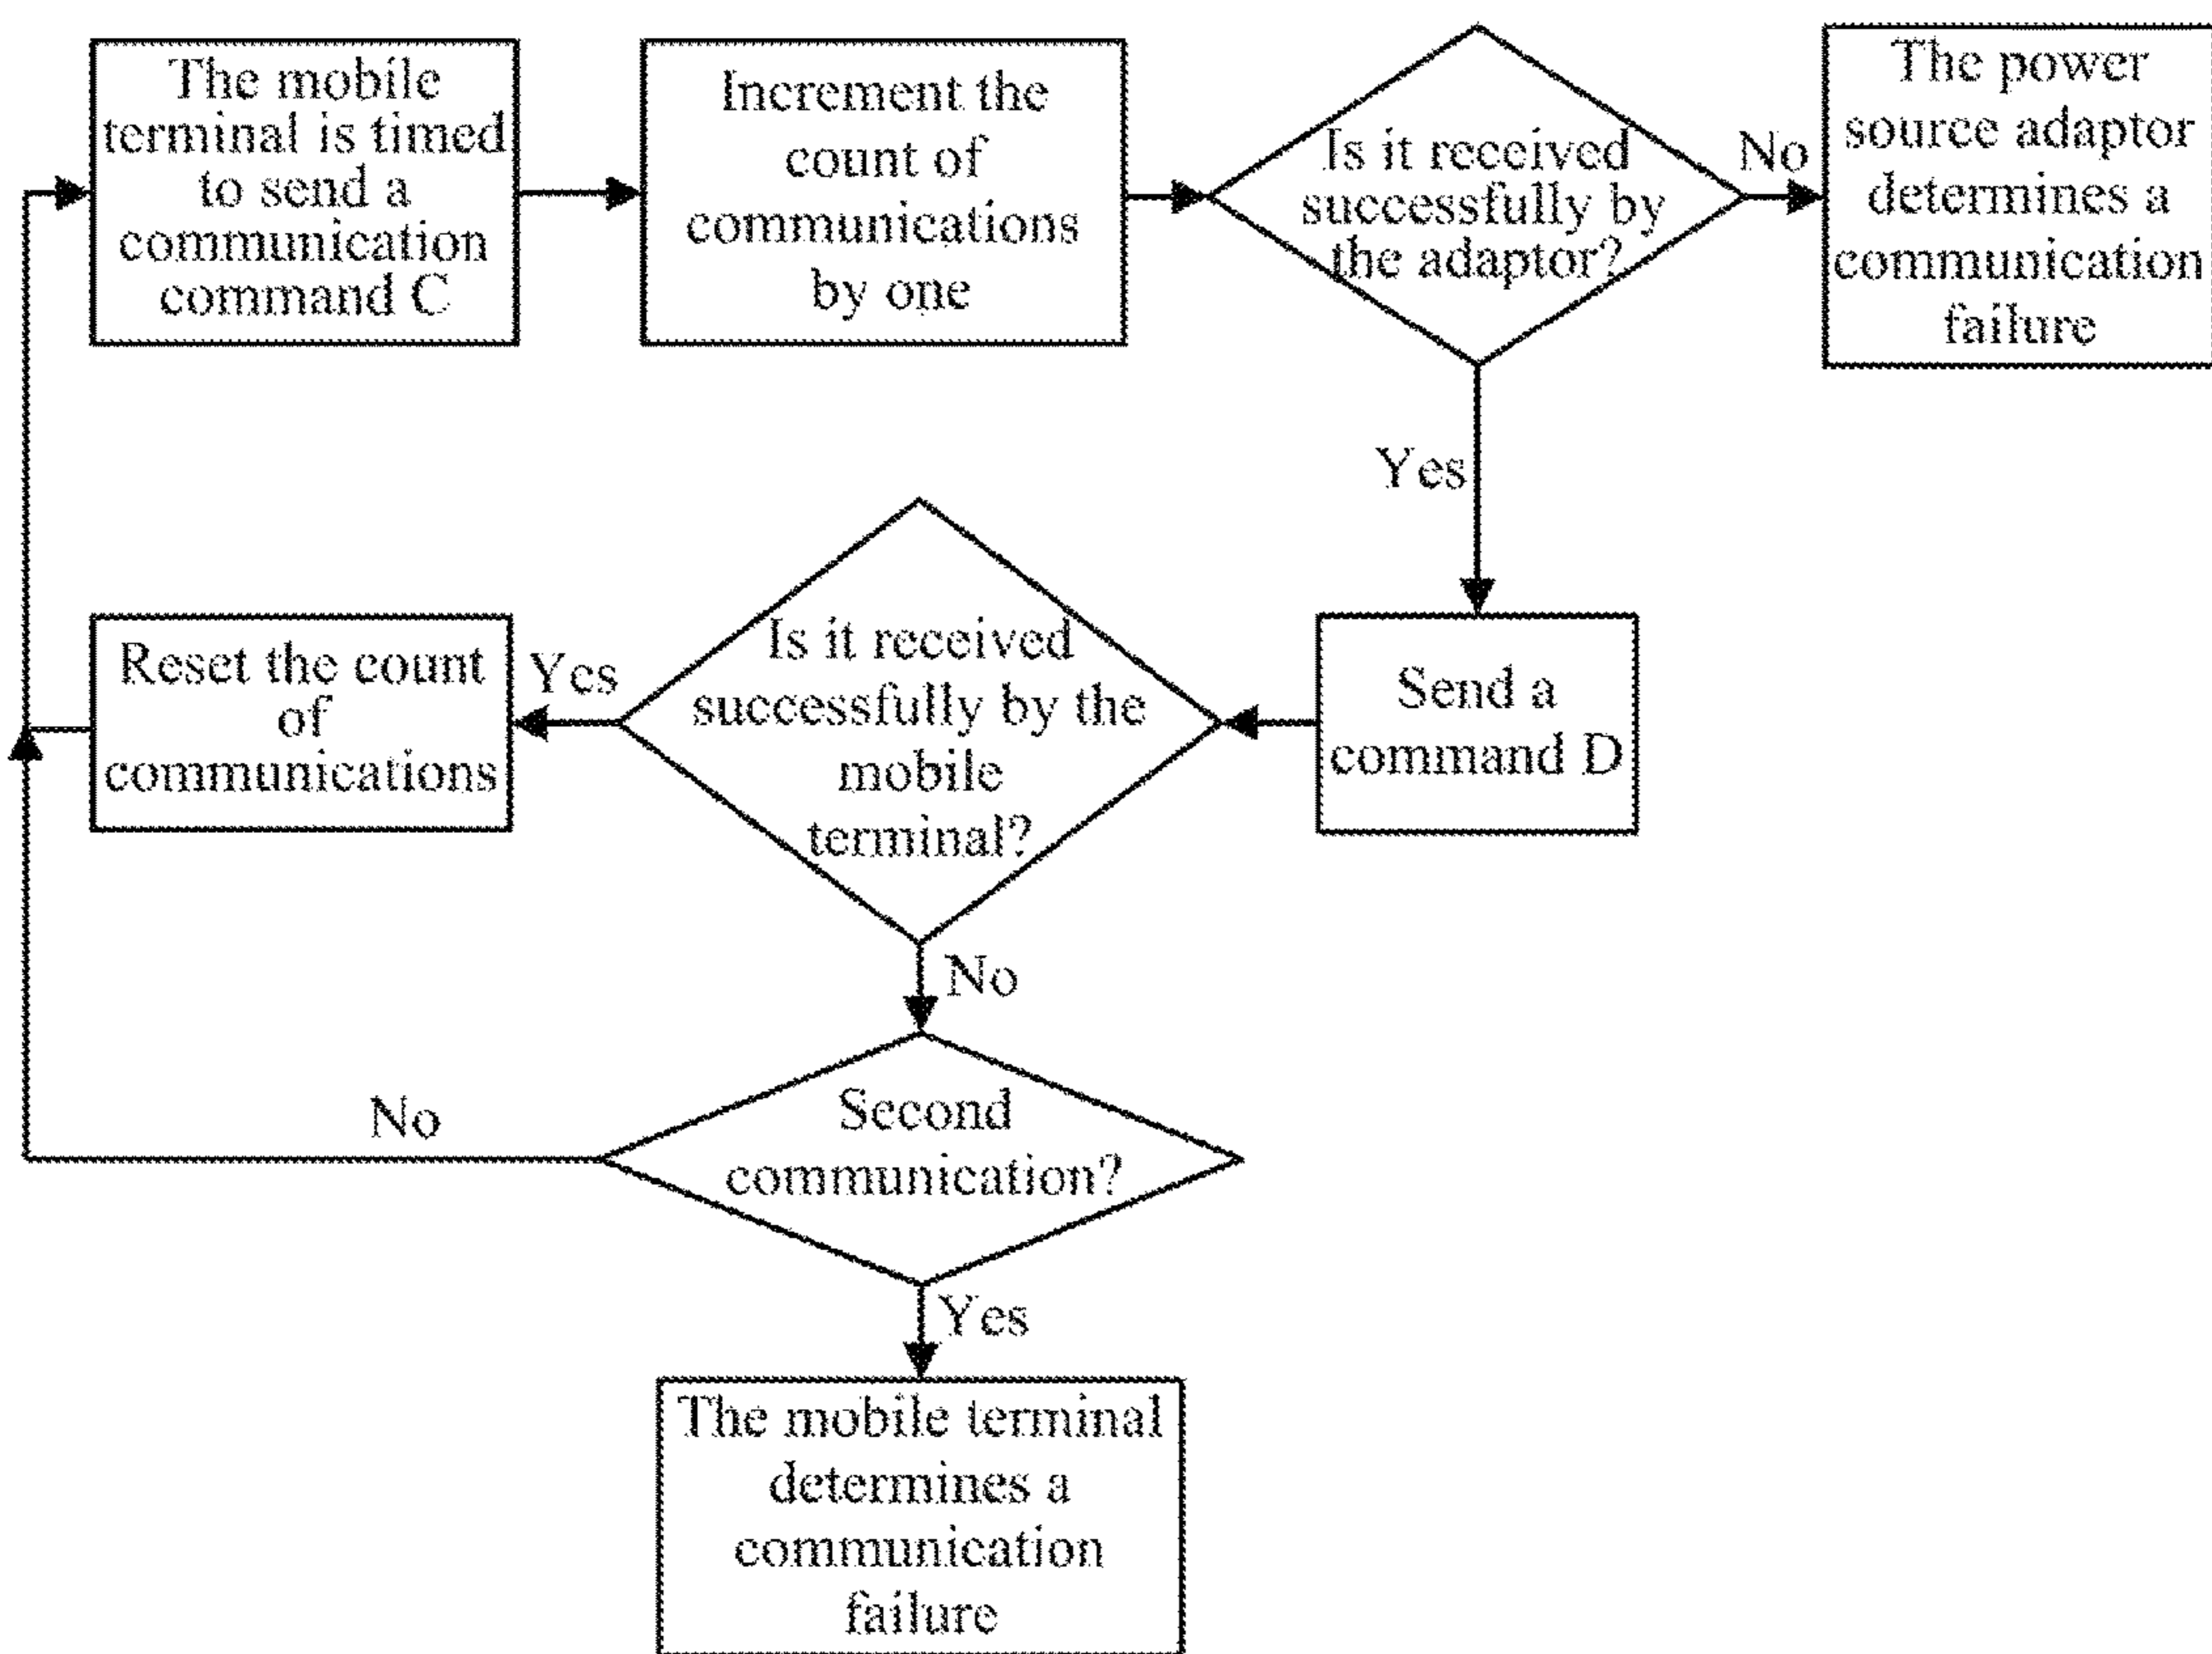 The mobile
terminal is timed
to send a
communication
command C
Increment the
count of
communications
by one
Is it received
successfully by
the adaptor?
No
The power
source adaptor
determines a
communication
failure
Yes
Reset the count
of
communications
Yes
Is it received
successfully by the
mobile
terminal?
Send a
command D
No
No
Second
communication?
Yes
The mobile terminal
determines a
communication
failure